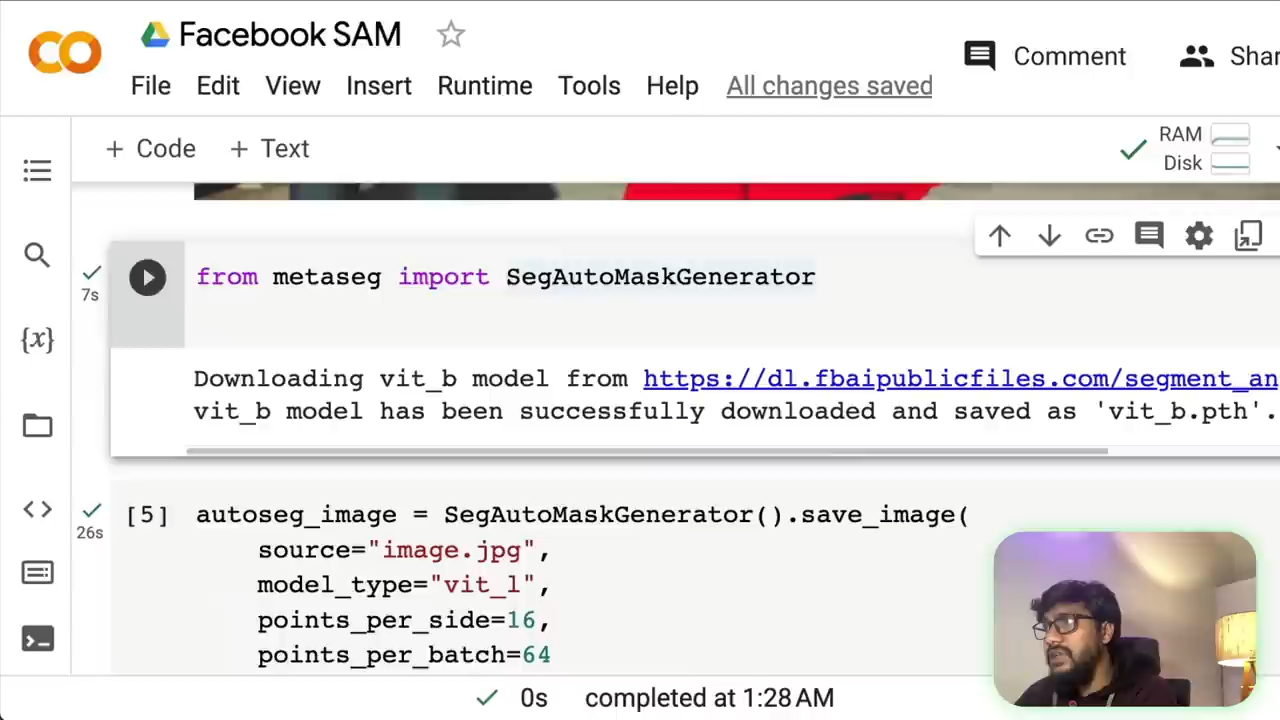 Facebook SAM
Comment
File Edit View Insert Runtime Tools Help All changes saved
+ Code + Text
RAM
Disk
7s
from metaseg import SegAutoMaskGenerator
{x}
Downloading vit_b model from https://dl.fbaipublicfiles.com/segment_an
vit_b model has been successfully downloaded and saved as 'vit_b.pth'.
26s
[5] autoseg_image = SegAutoMaskGenerator().save_image(
source="image.jpg",
model_type="vit_l",
points_per_side=16,
points_per_batch=64
0s completed at 1:28 AM